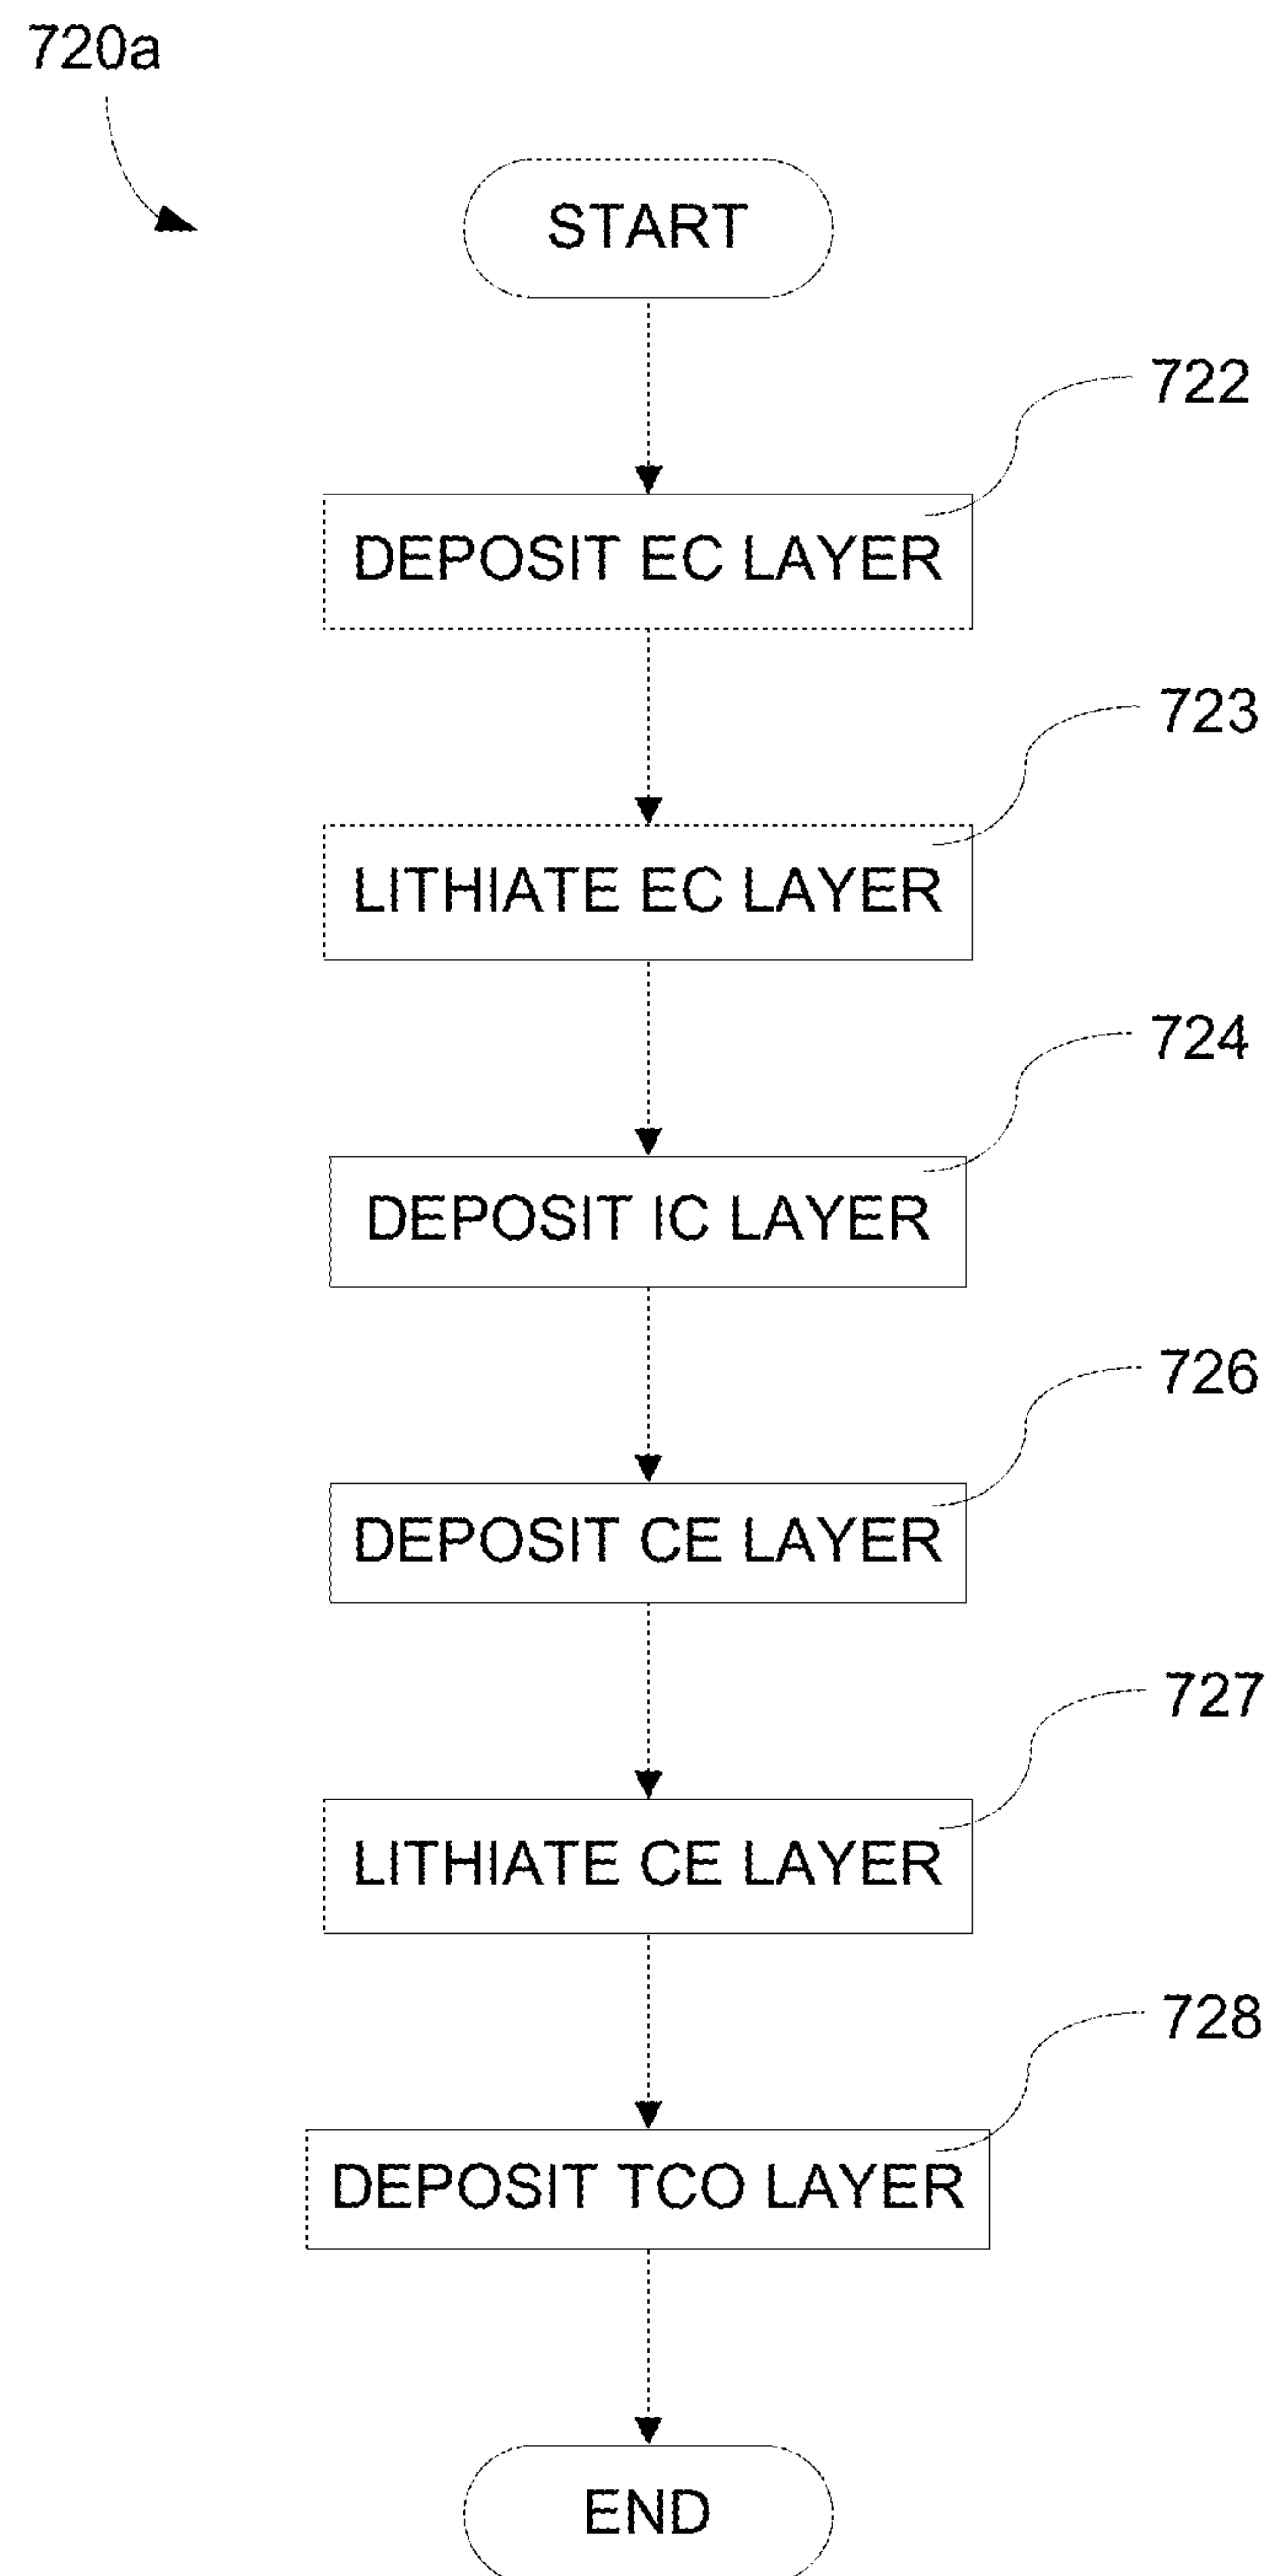 720a
START
722
DEPOSIT EC LAYER
723
LITHIATE EC LAYER
724
DEPOSIT IC LAYER
726
DEPOSIT CE LAYER
727
LITHIATE CE LAYER
728
DEPOSIT TCO LAYER
END